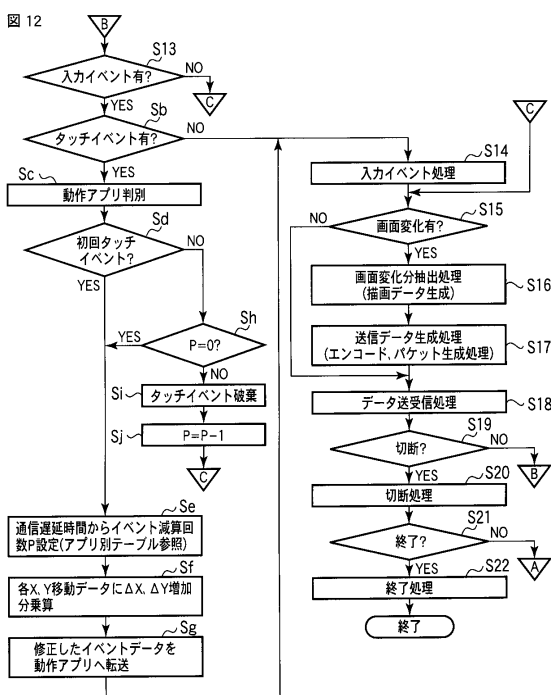 図 12
B
S13
入力イベント有?
NO
C
YES
Sb
タッチイベント有?
NO
YES
Sc
動作アプリ判別
Sd
初回タッチ
イベント?
NO
YES
Sh
YES
P=0?
NO
Si
タッチイベント破棄
Sj
P=P-1
C
Se
通信遅延時間からイベント減算回
数P設定(アプリ別テーブル参照)
Sf
各X、Y移動データにΔX、ΔY増加
分乗算
Sg
修正したイベントデータを
動作アプリへ転送
C
S14
入力イベント処理
S15
NO
画面変化有?
YES
画面変化分抽出処理
(描画データ生成)
S16
送信データ生成処理
(エンコード、パケット生成処理)
S17
データ送受信処理
S18
S19
切断?
NO
B
YES
S20
切断処理
S21
終了?
NO
A
YES
S22
終了処理
終了